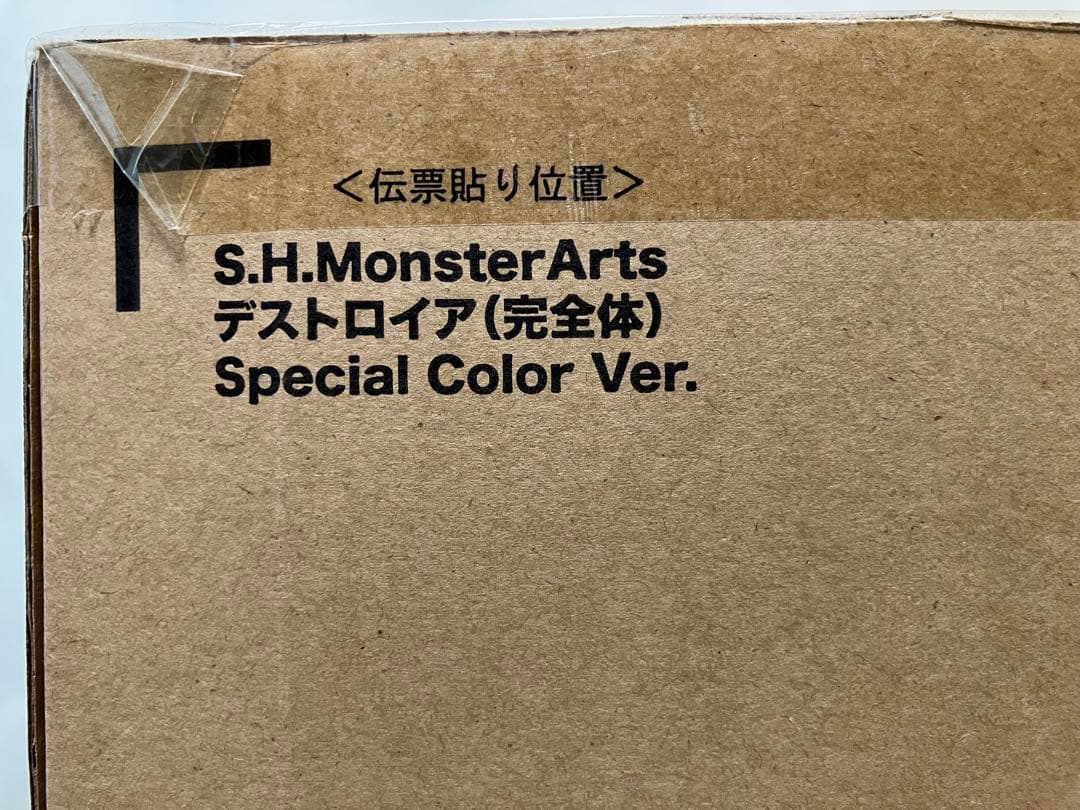 <伝票貼り位置>
S.H.MonsterArts
デストロイア(完全体)
Special Color Ver.